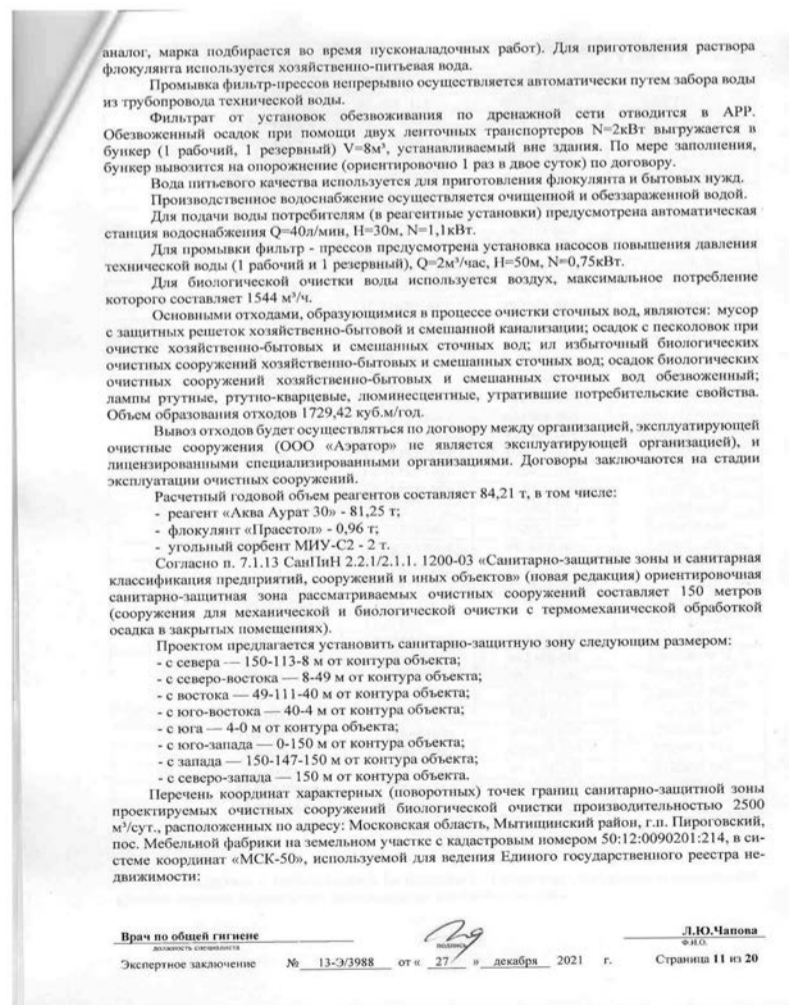 аналог, марка подбирается во время пусконаладочных работ). Для приготовления раствора
флокулянта используется хозяйственно-питьевая вода.
Промывка фильтр-прессов непрерывно осуществляется автоматически путем забора воды
из трубопровода технической воды.
Фильтрат от установок обезвоживания по дренажной сети отводится в АРР.
Обезвоженный осадок при помощи двух ленточных транспортеров N=2кВт выгружается в
бункер (1 рабочий, 1 резервный) V=8м³, устанавливаемый вне здания. По мере заполнения,
бункер вывозится на опорожнение (ориентировочно 1 раз в двое суток) по договору.
Вода питьевого качества используется для приготовления флокулянта и бытовых нужд.
Производственное водоснабжение осуществляется очищенной и обеззараженной водой.
Для подачи воды потребителям (в реагентные установки) предусмотрена автоматическая
станция водоснабжения Q=40л/мин, Н=30м, N=1,1кВт.
Для промывки фильтр - прессов предусмотрена установка насосов повышения давления
технической воды (1 рабочий и 1 резервный), Q=2м³/час, Н=50м, N=0,75кВт.
Для биологической очистки воды используется воздух, максимальное потребление
которого составляет 1544 м³/ч.
Основными отходами, образующимися в процессе очистки сточных вод, являются: мусор
с защитных решеток хозяйственно-бытовой и смешанной канализации; осадок с песколовок при
очистке хозяйственно-бытовых и смешанных сточных вод; ил избыточный биологических
очистных сооружений хозяйственно-бытовых и смешанных сточных вод; осадок биологических
очистных сооружений хозяйственно-бытовых и смешанных сточных вод обезвоженный;
лампы ртутные, ртутно-кварцевые, люминесцентные, утратившие потребительские свойства.
Объем образования отходов 1729,42 куб.м/год.
Вывоз отходов будет осуществляться по договору между организацией, эксплуатирующей
очистные сооружения (ООО «Аэратор» не является эксплуатирующей организацией), и
лицензированными специализированными организациями. Договоры заключаются на стадии
эксплуатации очистных сооружений.
Расчетный годовой объем реагентов составляет 84,21 т, в том числе:
- реагент «Аква Аурат 30» - 81,25 т;
- флокулянт «Праестол» - 0,96 т;
- угольный сорбент МИУ-С2 - 2 т.
Согласно п. 7.1.13 СанПиН 2.2.1/2.1.1. 1200-03 «Санитарно-защитные зоны и санитарная
классификация предприятий, сооружений и иных объектов» (новая редакция) ориентировочная
санитарно-защитная зона рассматриваемых очистных сооружений составляет 150 метров
(сооружения для механической и биологической очистки с термомеханической обработкой
осадка в закрытых помещениях).
Проектом предлагается установить санитарно-защитную зону следующим размером:
- с севера — 150-113-8 м от контура объекта;
- с северо-востока — 8-49 м от контура объекта;
- с востока — 49-111-40 м от контура объекта;
- с юго-востока — 40-4 м от контура объекта;
- с юга — 4-0 м от контура объекта;
- с юго-запада — 0-150 м от контура объекта;
- с запада — 150-147-150 м от контура объекта;
- с северо-запада — 150 м от контура объекта.
Перечень координат характерных (поворотных) точек границ санитарно-защитной зоны
проектируемых очистных сооружений биологической очистки производительностью 2500
м³/сут., расположенных по адресу: Московская область, Мытищинский район, г.п. Пироговский,
пос. Мебельной фабрики на земельном участке с кадастровым номером 50:12:0090201:214, в си-
стеме координат «МСК-50», используемой для ведения Единого государственного реестра не-
движимости:
Врач по общей гигиене Л.Ю.Чапова
должность специалиста подпись Ф.И.О.
Экспертное заключение № 13-Э/3988 от « 27 » декабря 2021 г. Страница 11 из 20